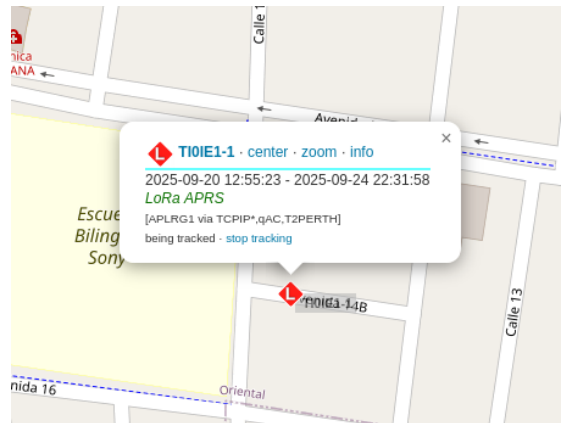 Calle 1
nica
ANA
Avenid
TI0IE1-1 · center · zoom · info
×
2025-09-20 12:55:23 - 2025-09-24 22:31:58
LoRa APRS
[APLRG1 via TCPIP*,qAC,T2PERTH]
being tracked · stop tracking
Escue
Biling
Sony
L
TI0IE1-1
Avenida 14B
Calle 13
nida 16
Oriental